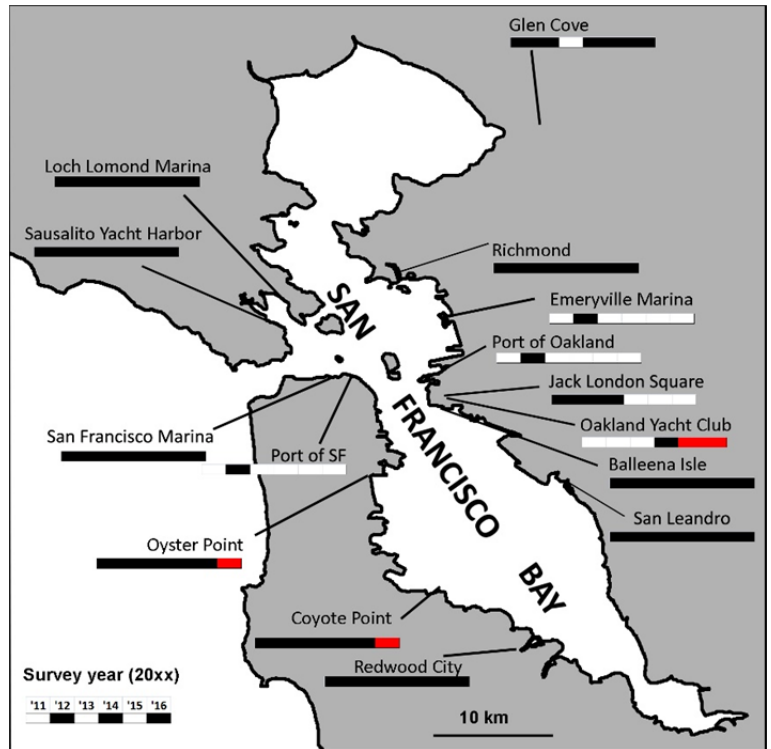 Glen Cove
Loch Lomond Marina
Sausalito Yacht Harbor
Richmond
SAN
Emeryville Marina
Port of Oakland
Jack London Square
FRANCISCO
Oakland Yacht Club
San Francisco Marina
Port of SF
Balleena Isle
San Leandro
Oyster Point
BAY
Coyote Point
Redwood City
Survey year (20xx)
'11 '12 '13 '14 '15 '16
10 km